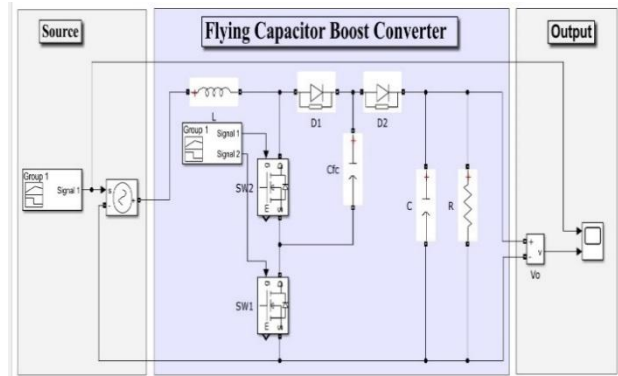 Source
Flying Capacitor Boost Converter
Output
L
D1
D2
Group 1
Signal 1
Signal 2
Cfc
SW2
Group 1
Signal 1
s
C
R
SW1
Vo
+
-
v